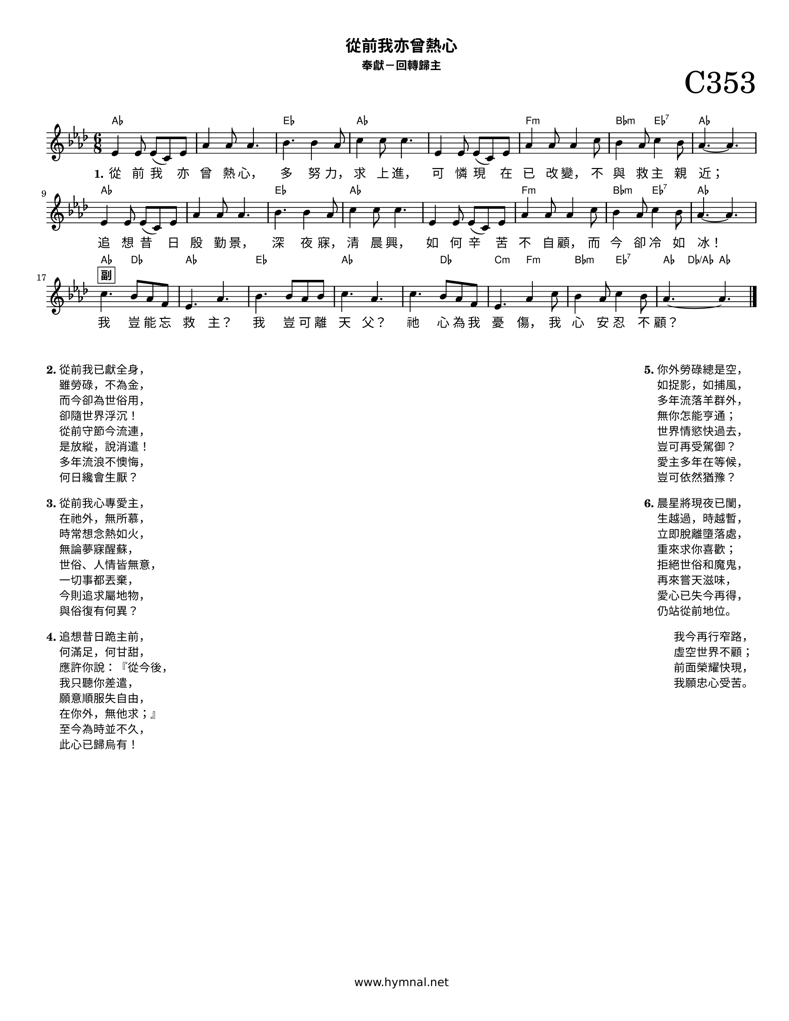 從前我亦曾熱心
奉獻－回轉歸主
C353
A♭ E♭ A♭ Fm B♭m E♭7 A♭
1. 從 前 我 亦 曾 熱心， 多 努力，求 上進， 可 憐 現 在 已 改變，不 與 救主 親 近；
9 A♭ E♭ A♭ Fm B♭m E♭7 A♭
追 想 昔 日 殷 勤景， 深 夜寐，清 晨興， 如 何 辛 苦 不 自顧，而 今 卻冷 如 冰！
17 副 A♭ D♭ A♭ E♭ A♭ D♭ Cm Fm B♭m E♭7 A♭ D♭/A♭ A♭
我 豈能忘 救 主？ 我 豈可離 天 父？ 祂 心為我 憂 傷，我 心 安忍 不顧？
2. 從前我已獻全身，
雖勞碌，不為金，
而今卻為世俗用，
卻隨世界浮沉！
從前守節今流連，
是放縱，說消遣！
多年流浪不懊悔，
何日纔會生厭？
3. 從前我心專愛主，
在祂外，無所慕，
時常想念熱如火，
無論夢寐醒蘇，
世俗、人情皆無意，
一切事都丟棄，
今則追求屬地物，
與俗復有何異？
4. 追想昔日跪主前，
何滿足，何甘甜，
應許你說：『從今後，
我只聽你差遣，
願意順服失自由，
在你外，無他求；』
至今為時並不久，
此心已歸烏有！
5. 你外勞碌總是空，
如捉影，如捕風，
多年流落羊群外，
無你怎能亨通；
世界情慾快過去，
豈可再受駕御？
愛主多年在等候，
豈可依然猶豫？
6. 晨星將現夜已闌，
生越過，時越暫，
立即脫離墮落處，
重來求你喜歡；
拒絕世俗和魔鬼，
再來嘗天滋味，
愛心已失今再得，
仍站從前地位。
我今再行窄路，
虛空世界不顧；
前面榮耀快現，
我願忠心受苦。
www.hymnal.net